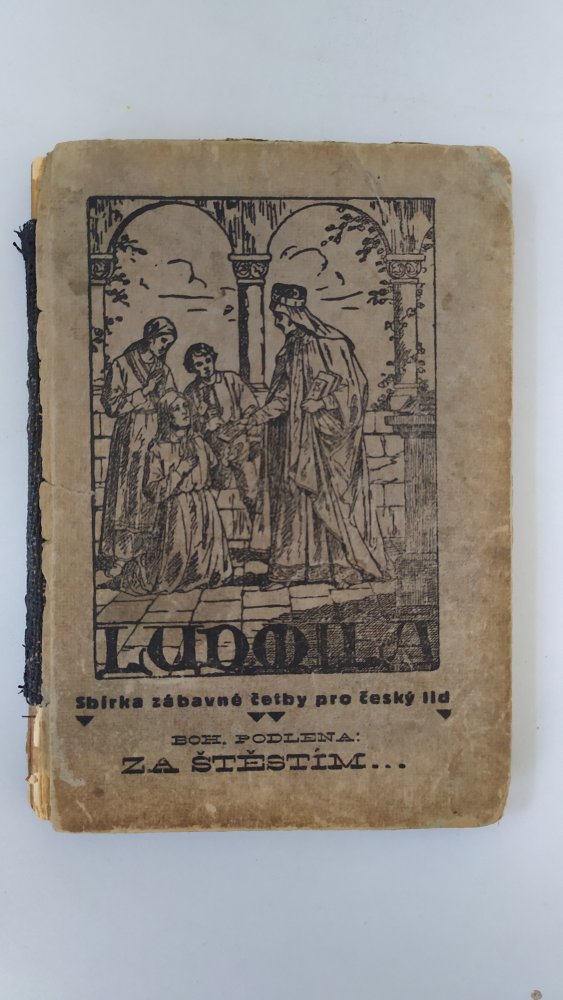 LUDMILA
Sbírka zábavné četby pro český lid
BOH. PODLENA:
ZA ŠTĚSTÍM...